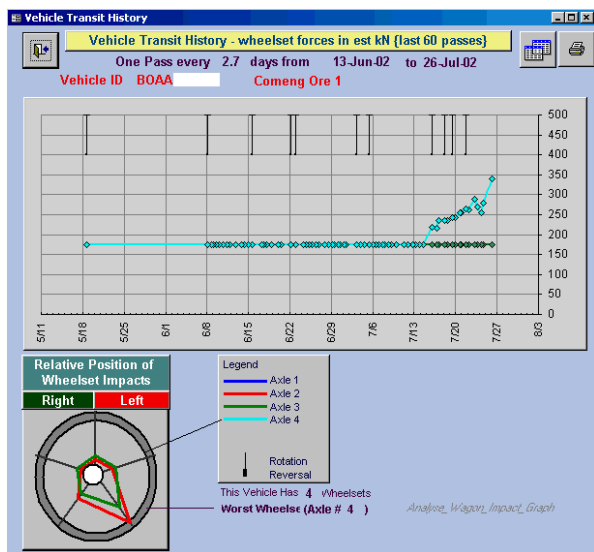 Vehicle Transit History
Vehicle Transit History - wheelset forces in est kN {last 60 passes}
One Pass every 2.7 days from 13-Jun-02 to 26-Jul-02
Vehicle ID BOAA Comeng Ore 1
500
450
400
350
300
250
200
150
100
50
0
5/11 5/18 5/25 6/1 6/8 6/15 6/22 6/29 7/6 7/13 7/20 7/27 8/3
Relative Position of
Wheelset Impacts
Right Left
Legend
Axle 1
Axle 2
Axle 3
Axle 4
Rotation
Reversal
This Vehicle Has 4 Wheelsets
Worst Wheelse (Axle # 4 )
Analyse_Wagon_Impact_Graph